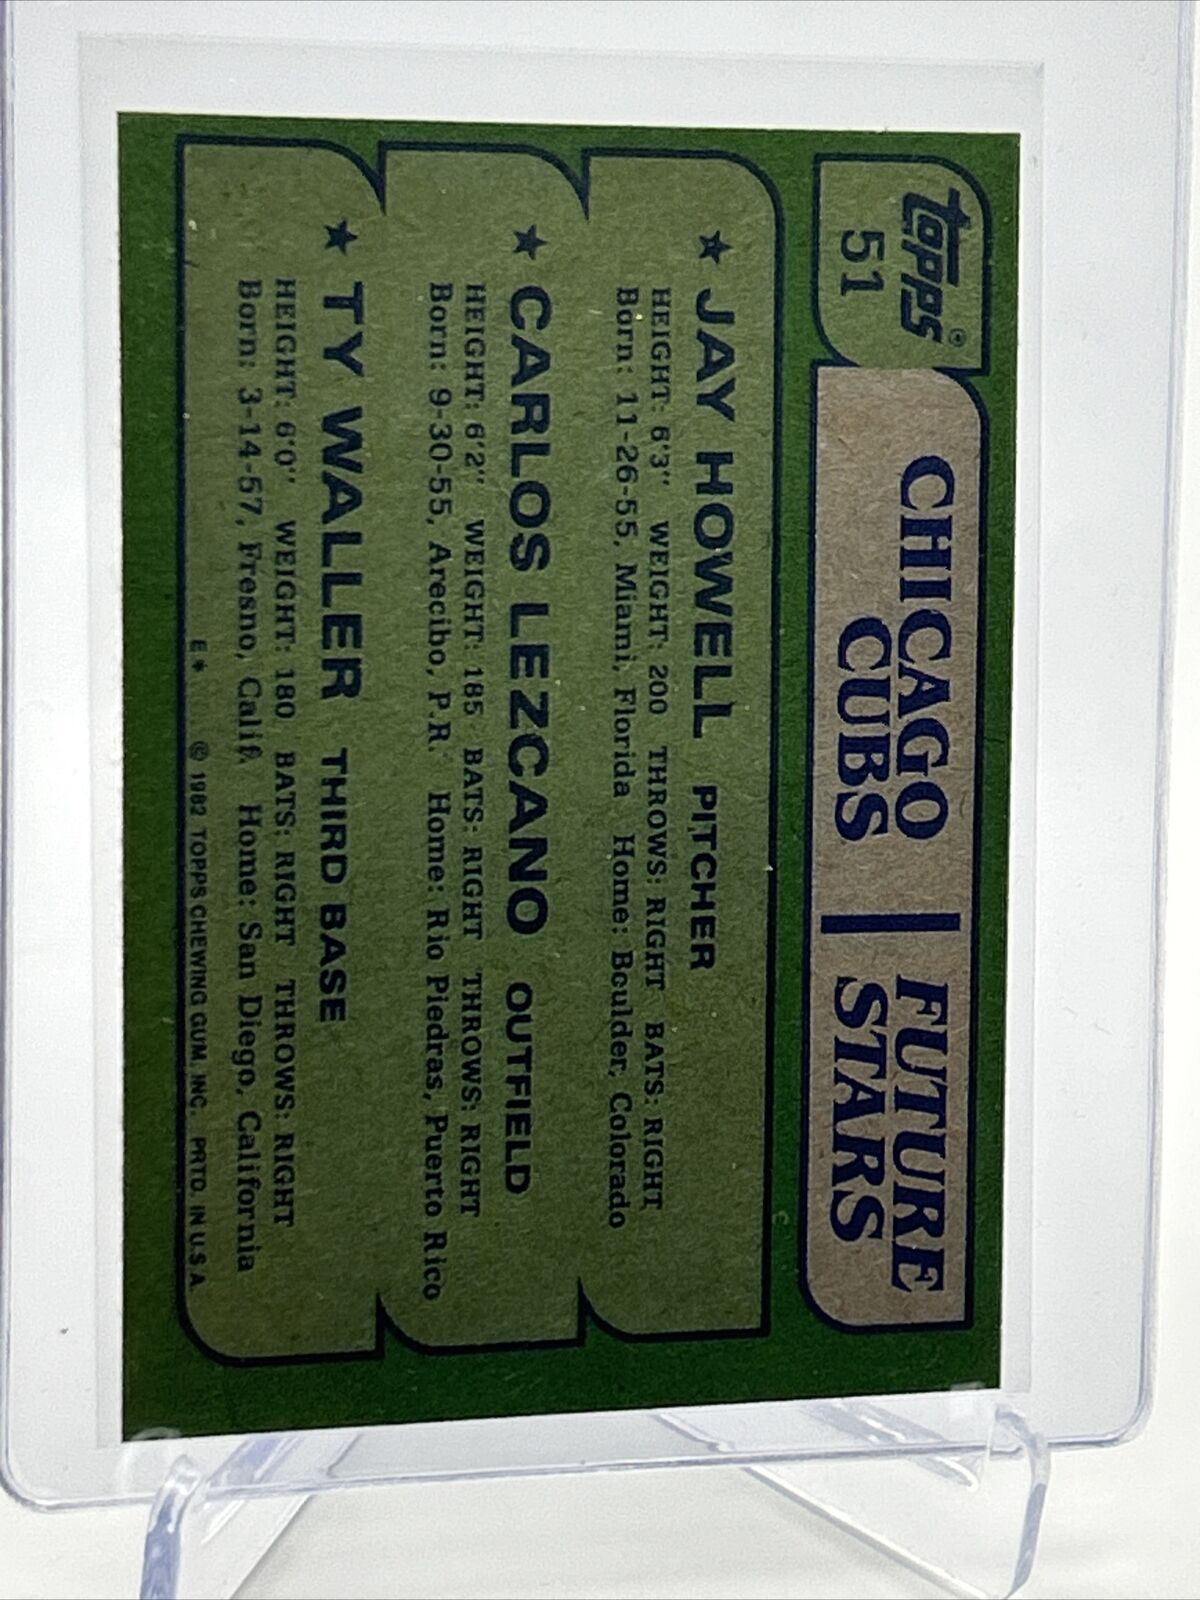 Topps®
51
CHICAGO
CUBS
FUTURE
STARS
★ JAY HOWELL PITCHER
HEIGHT: 6'3" WEIGHT: 200 THROWS: RIGHT BATS: RIGHT
Born: 11-26-55, Miami, Florida Home: Boulder, Colorado
★ CARLOS LEZCANO OUTFIELD
HEIGHT: 6'2" WEIGHT: 185 BATS: RIGHT THROWS: RIGHT
Born: 9-30-55, Arecibo, P.R. Home: Rio Piedras, Puerto Rico
★ TY WALLER THIRD BASE
HEIGHT: 6'0" WEIGHT: 180 BATS: RIGHT THROWS: RIGHT
Born: 3-14-57, Fresno, Calif. Home: San Diego, California
E* © 1982 TOPPS CHEWING GUM, INC. PRTD. IN U.S.A.